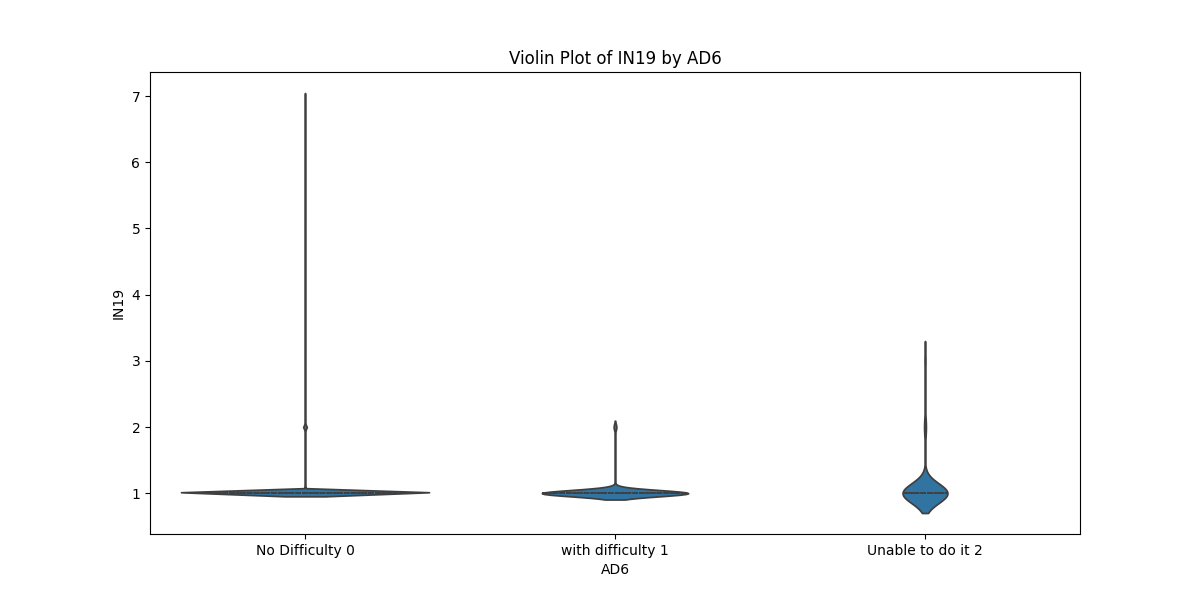 Violin Plot of IN19 by AD6
7
6
5
4
3
2
1
IN19
No Difficulty 0
with difficulty 1
Unable to do it 2
AD6